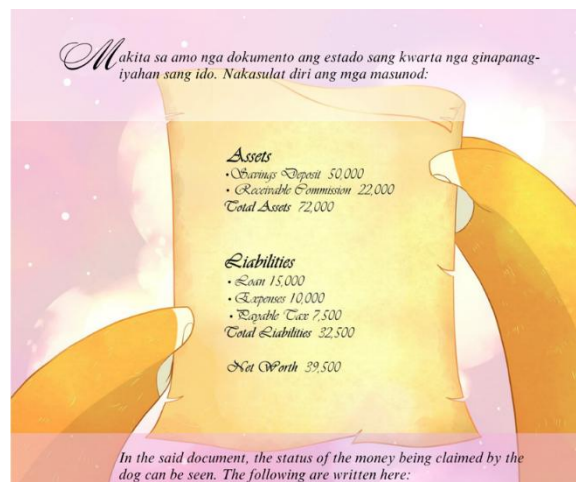 Makita sa amo nga dokumento ang estado sang kwarta nga ginapanag-
iyahan sang ido. Nakasulat diri ang mga masunod:
Assets
• Savings Deposit 50,000
• Receivable Commission 22,000
Total Assets 72,000
Liabilities
• Loan 15,000
• Expenses 10,000
• Payable Tax 7,500
Total Liabilities 32,500
Net Worth 39,500
In the said document, the status of the money being claimed by the
dog can be seen. The following are written here: